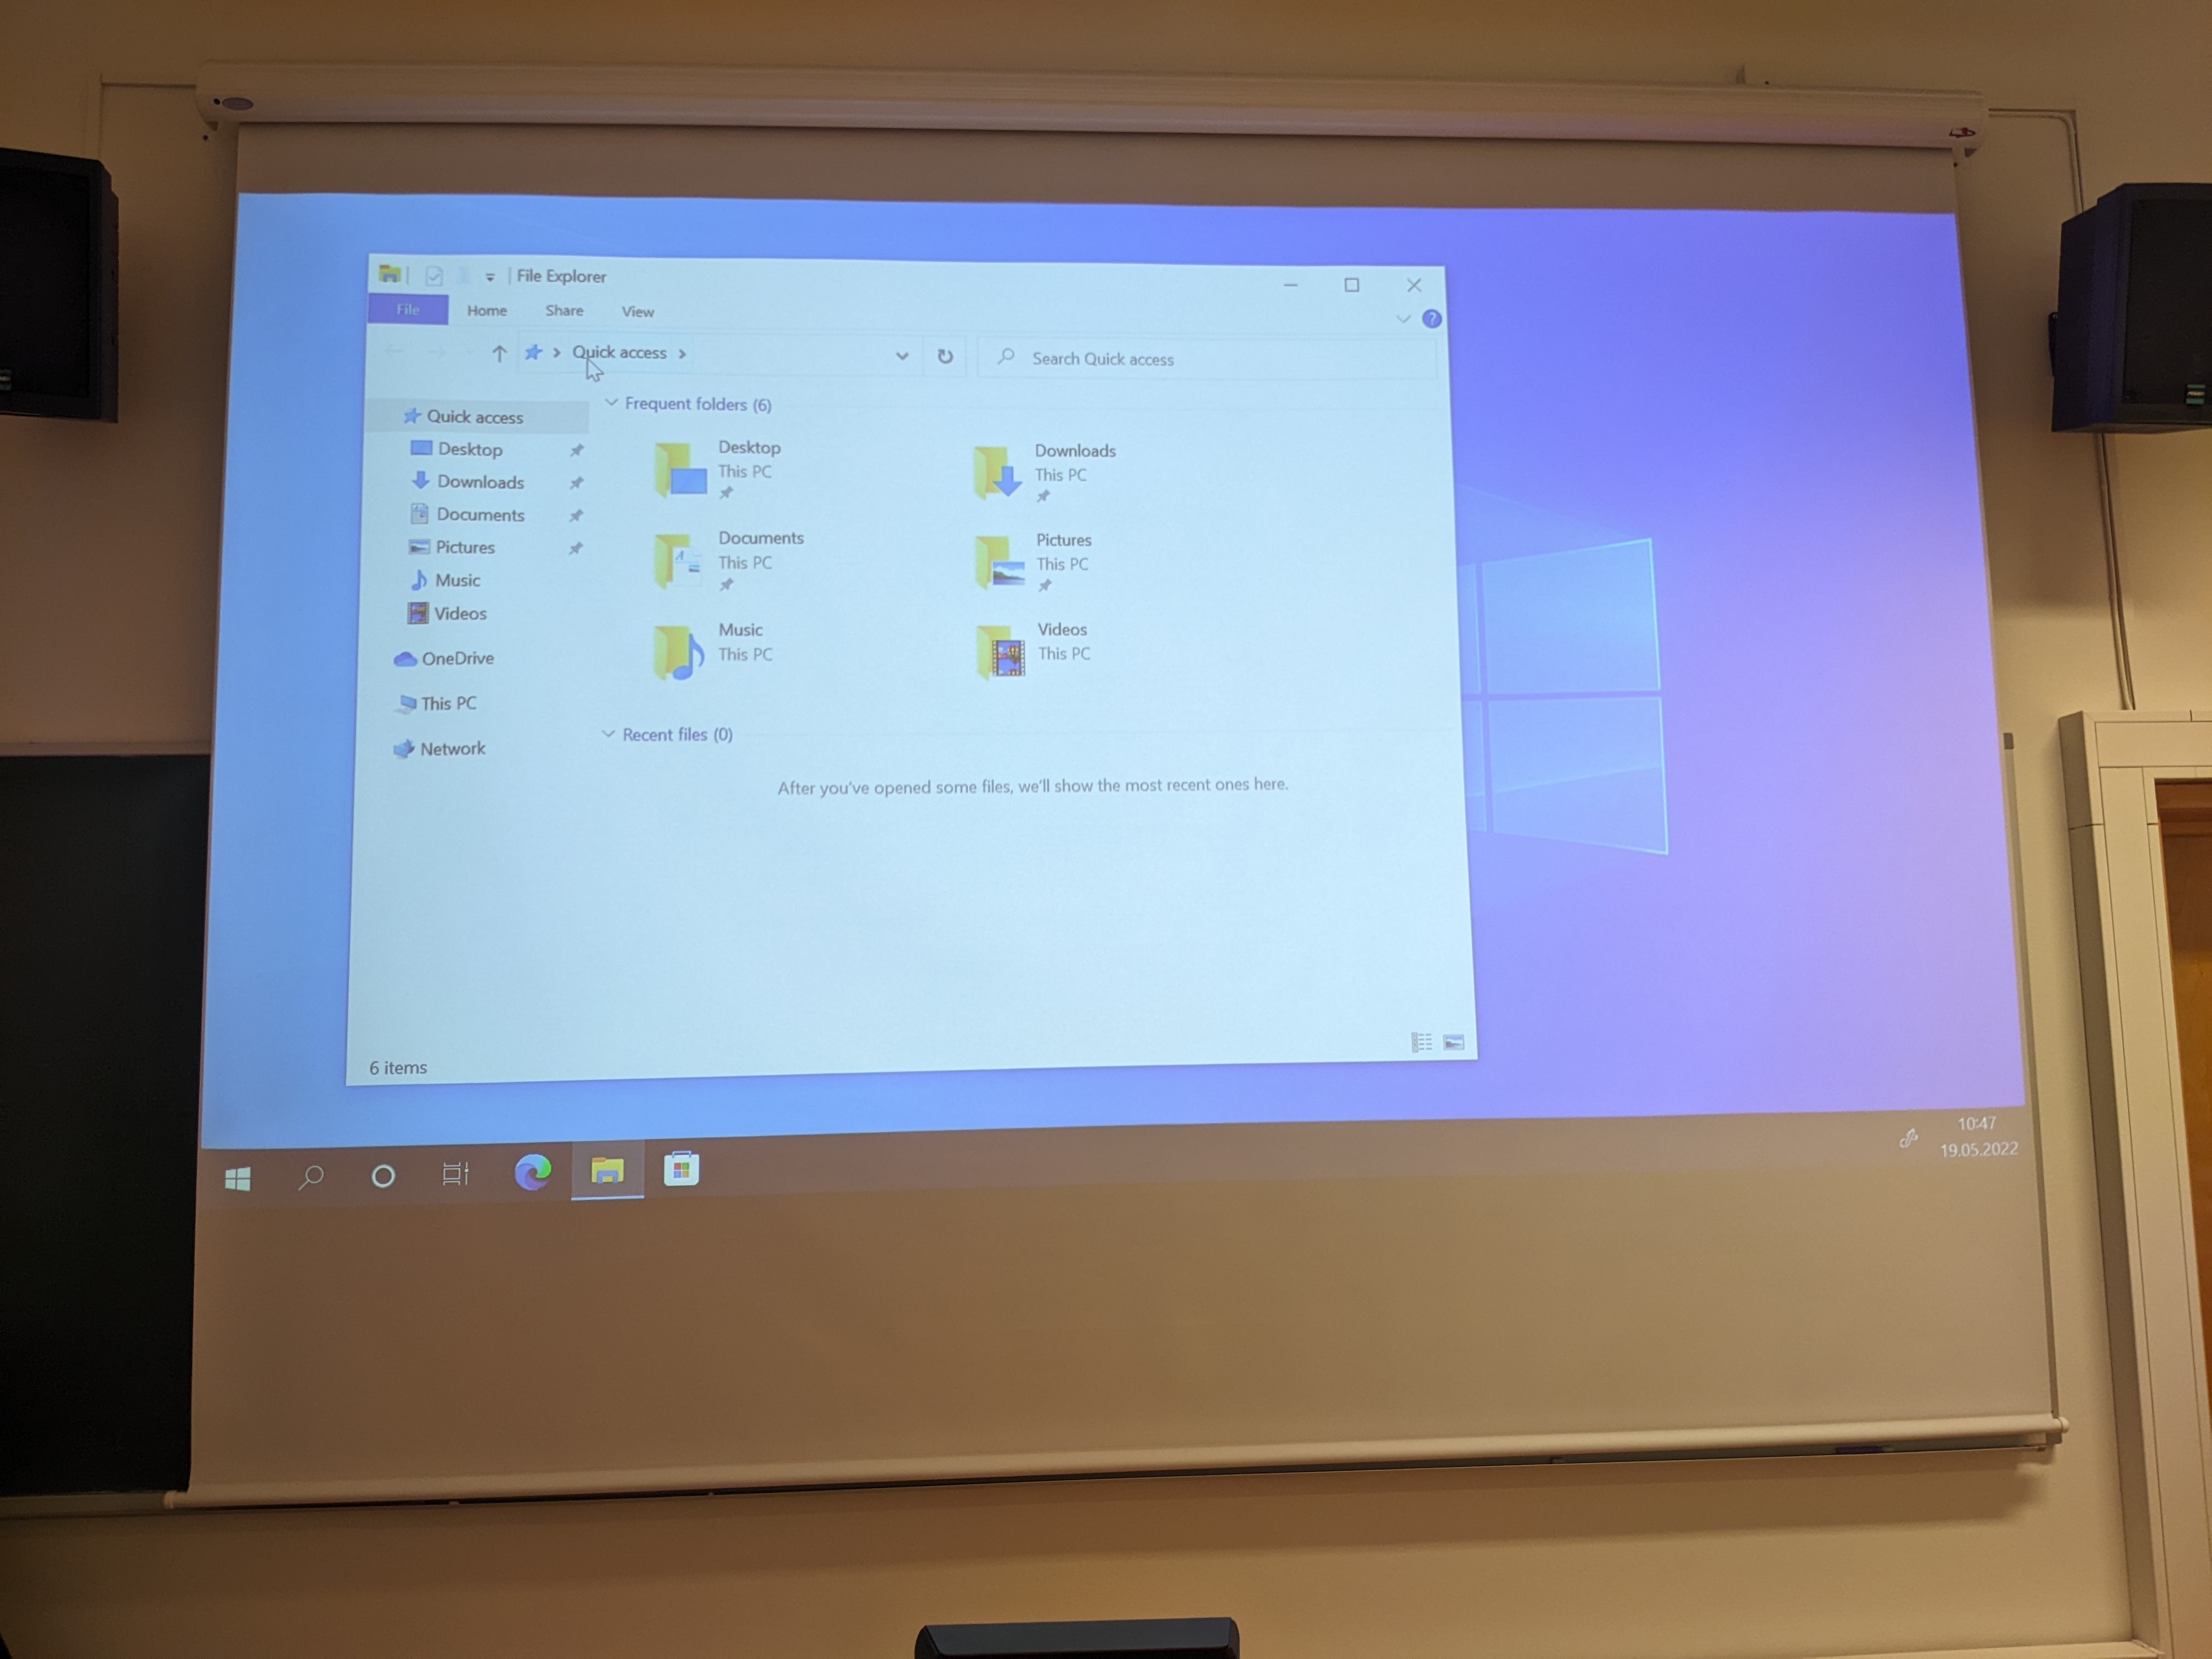 File Explorer
File Home Share View
Quick access
Search Quick access
Quick access
Desktop
Downloads
Documents
Pictures
Music
Videos
OneDrive
This PC
Network
Frequent folders (6)
Desktop
This PC
Downloads
This PC
Documents
This PC
Pictures
This PC
Music
This PC
Videos
This PC
Recent files (0)
After you've opened some files, we'll show the most recent ones here.
6 items
10:47
19.05.2022